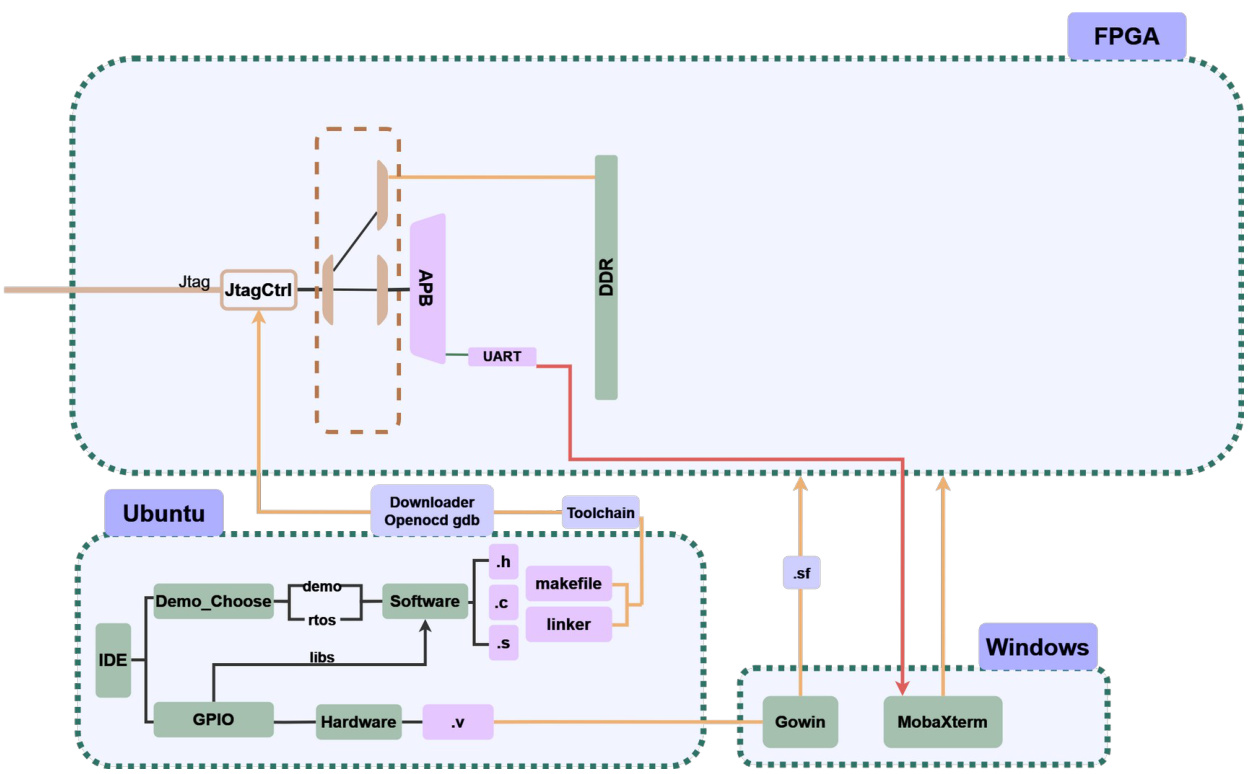 FPGA
Jtag
JtagCtrl
APB
DDR
UART
Ubuntu
Downloader
Openocd gdb
Toolchain
.h
makefile
.sf
Demo_Choose
demo
rtos
Software
.c
linker
.s
IDE
libs
Windows
GPIO
Hardware
.v
Gowin
MobaXterm